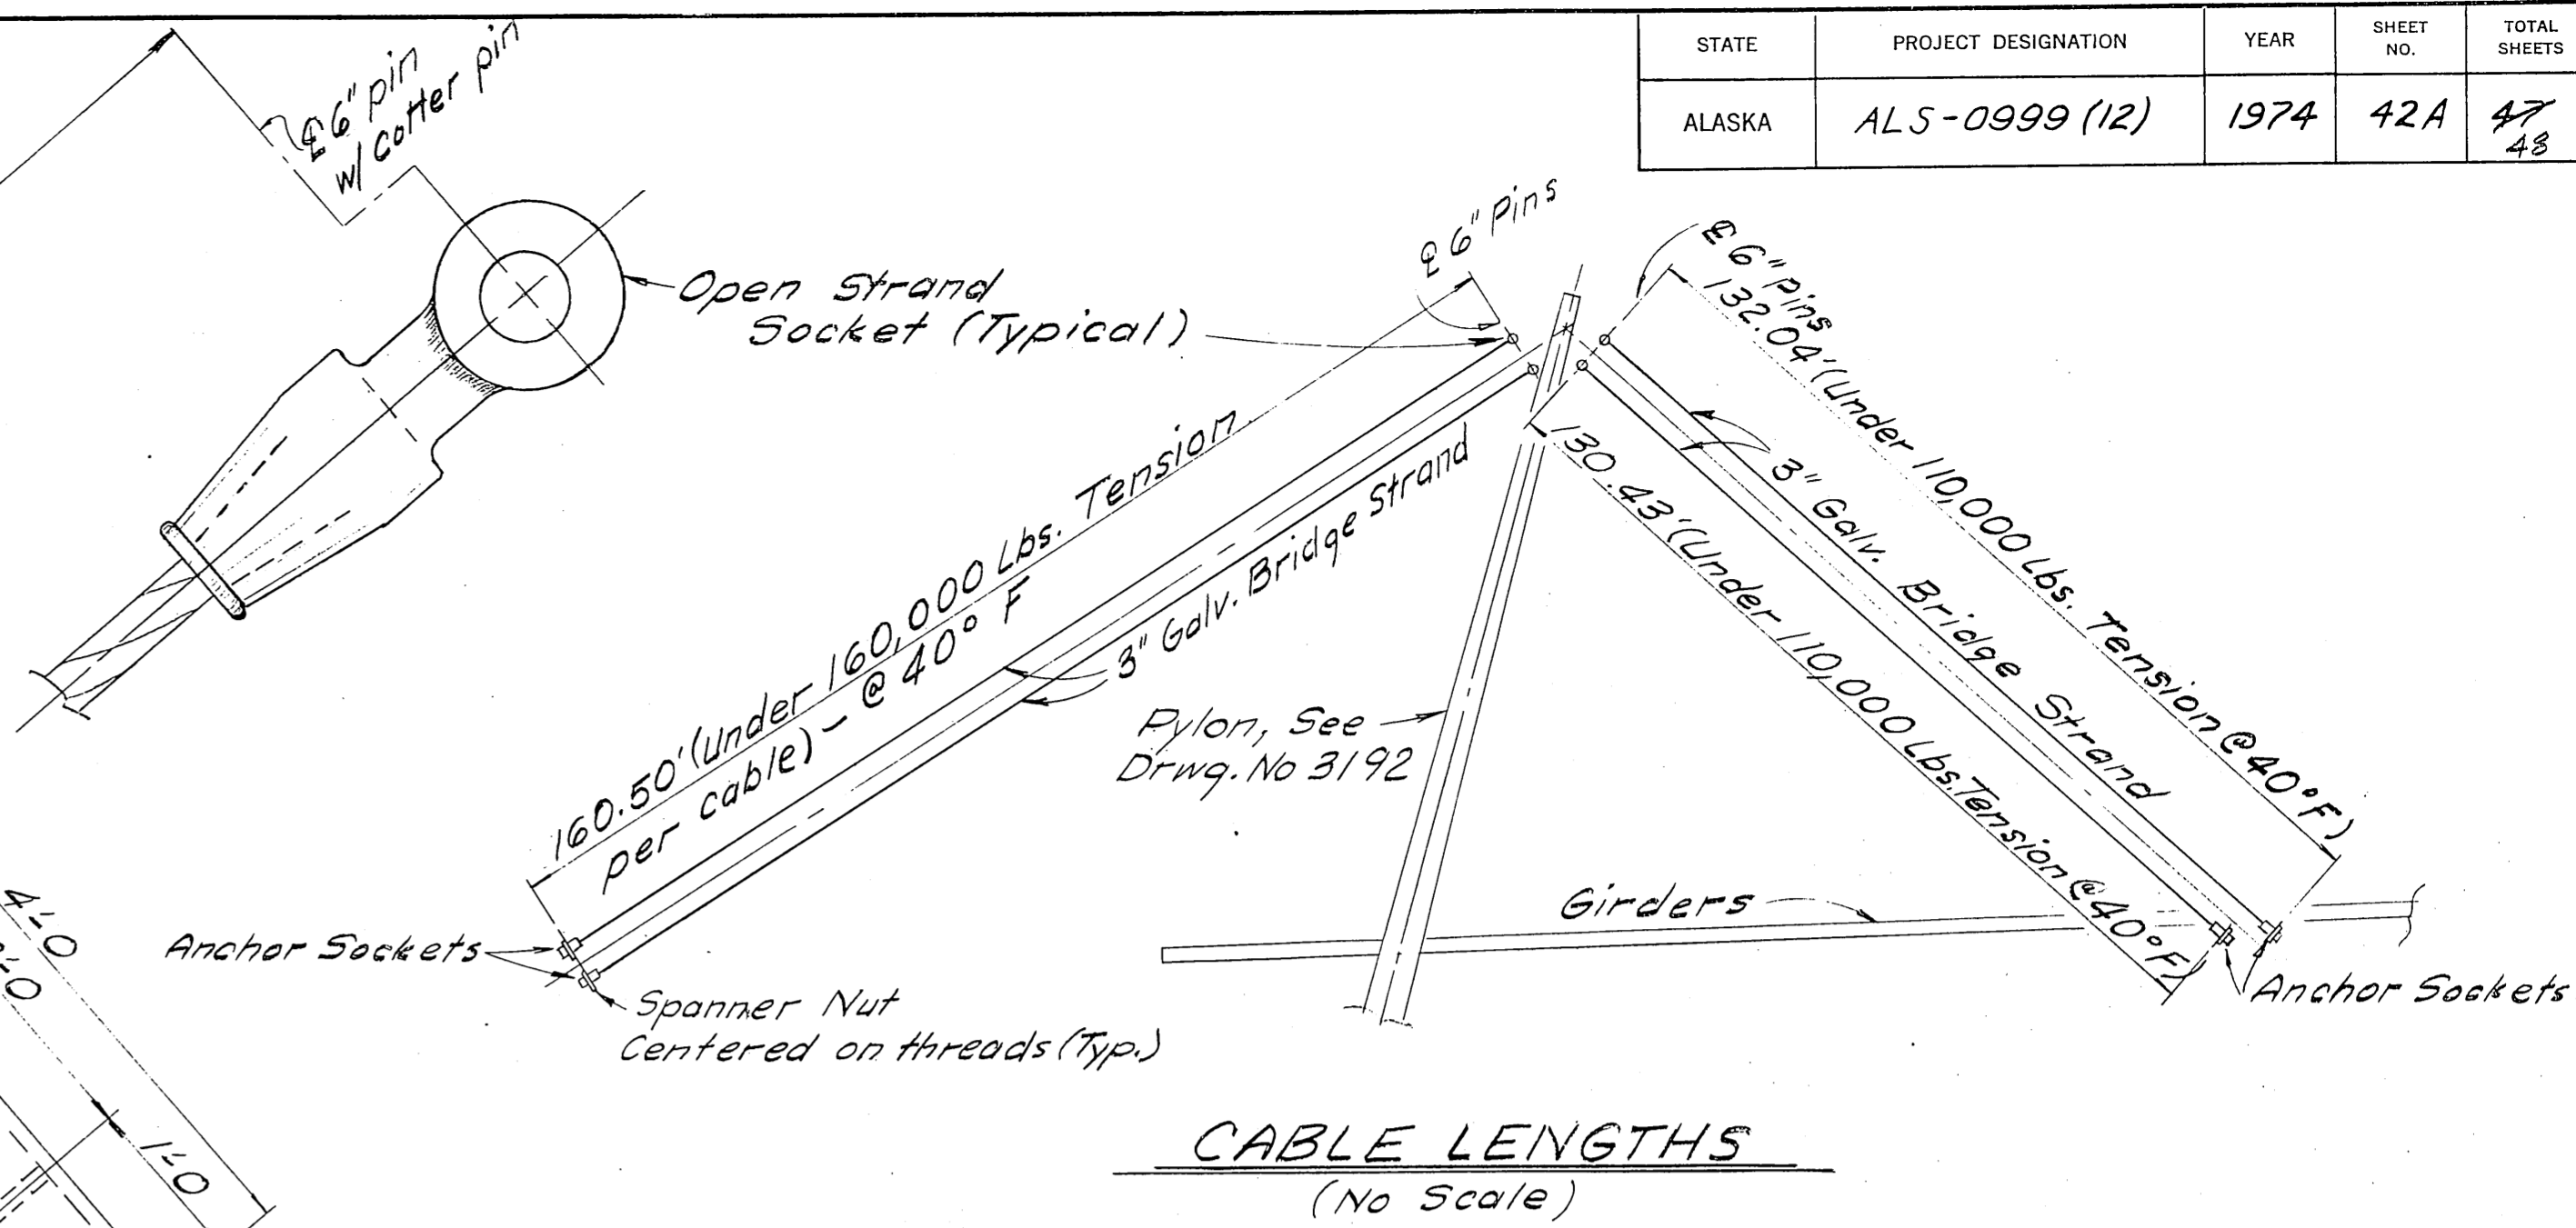 STATE
PROJECT DESIGNATION
YEAR
SHEET
NO.
TOTAL
SHEETS
ALASKA
ALS-0999 (12)
1974
42A
47
48
℄ 6" pin
w/ cotter pin
Open Strand
Socket (Typical)
℄ 6" Pins
℄ 6" Pins
132.04' (Under 110,000 Lbs. Tension @ 40° F)
160.50' (Under 160,000 Lbs. Tension
per cable) – @ 40° F
3" Galv. Bridge Strand
3" Galv. Bridge Strand
130.43' (Under 110,000 Lbs. Tension @ 40° F)
Pylon, See
Drwg. No 3192
Girders
Anchor Sockets
Anchor Sockets
Spanner Nut
Centered on threads (Typ.)
4'-0
1'-0
CABLE LENGTHS
(No Scale)